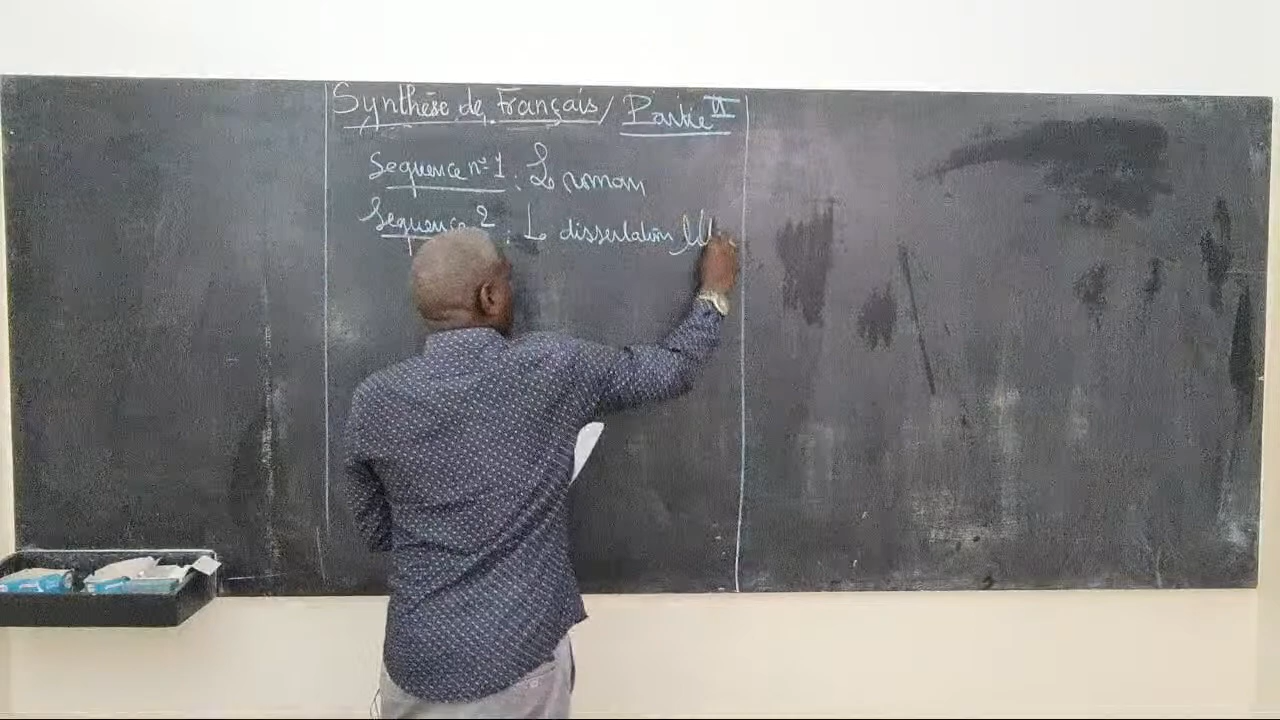 Synthèse de Français / Partie II
Sequence n° 1 : Le roman
Sequence 2 : La dissertation